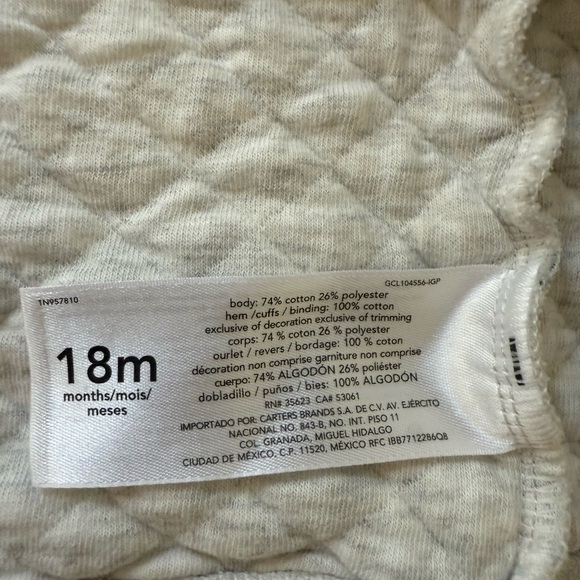 1N957810
GCL104556-IGP
18m
months/mois/
meses
body: 74% cotton 26% polyester
hem /cuffs / binding: 100% cotton
exclusive of decoration exclusive of trimming
corps: 74 % coton 26 % polyester
ourlet / revers / bordage: 100 % coton
décoration non comprise garniture non comprise
cuerpo: 74% ALGODÓN 26% poliéster
dobladillo / puños / bies: 100% ALGODÓN
RN# 35623 CA# 53061
IMPORTADO POR: CARTERS BRANDS S.A. DE C.V. AV. EJÉRCITO
NACIONAL NO. 843-B, NO. INT. PISO 11
COL. GRANADA, MIGUEL HIDALGO
CIUDAD DE MÉXICO, C.P. 11520, MÉXICO RFC IBB7712286Q8